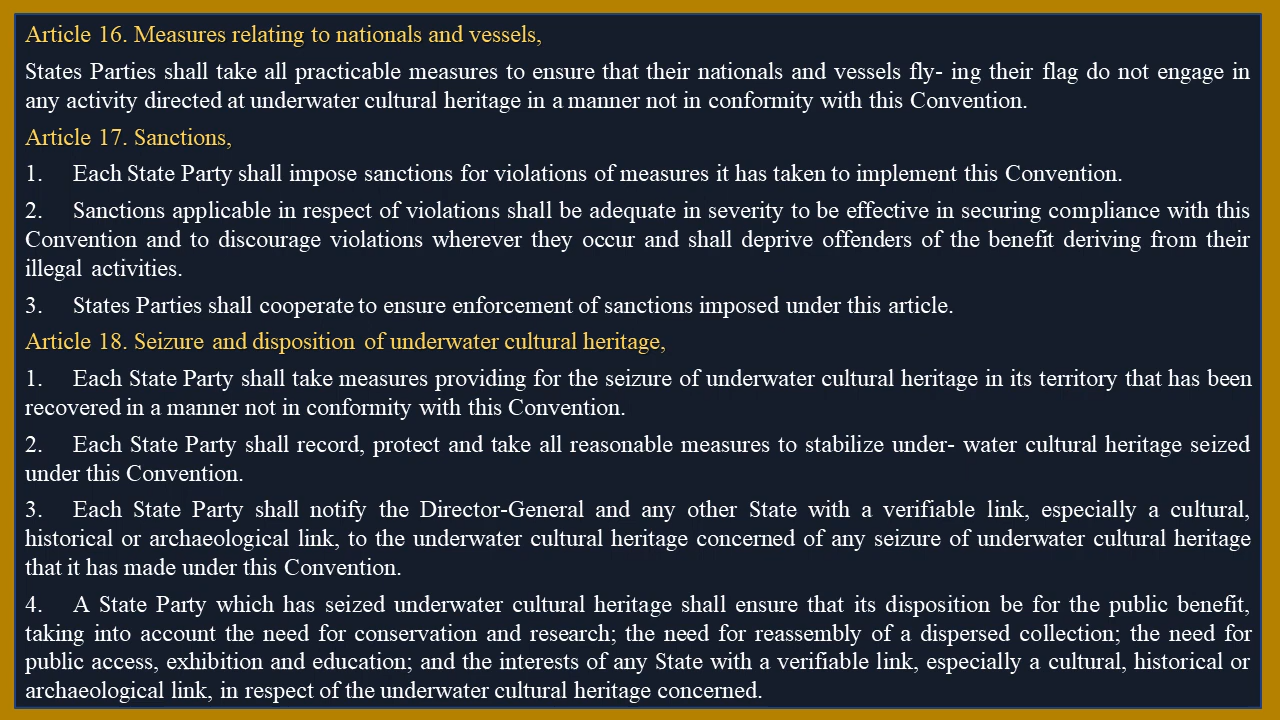 Article 16. Measures relating to nationals and vessels,
States Parties shall take all practicable measures to ensure that their nationals and vessels fly- ing their flag do not engage in
any activity directed at underwater cultural heritage in a manner not in conformity with this Convention.
Article 17. Sanctions,
1. Each State Party shall impose sanctions for violations of measures it has taken to implement this Convention.
2. Sanctions applicable in respect of violations shall be adequate in severity to be effective in securing compliance with this
Convention and to discourage violations wherever they occur and shall deprive offenders of the benefit deriving from their
illegal activities.
3. States Parties shall cooperate to ensure enforcement of sanctions imposed under this article.
Article 18. Seizure and disposition of underwater cultural heritage,
1. Each State Party shall take measures providing for the seizure of underwater cultural heritage in its territory that has been
recovered in a manner not in conformity with this Convention.
2. Each State Party shall record, protect and take all reasonable measures to stabilize under- water cultural heritage seized
under this Convention.
3. Each State Party shall notify the Director-General and any other State with a verifiable link, especially a cultural,
historical or archaeological link, to the underwater cultural heritage concerned of any seizure of underwater cultural heritage
that it has made under this Convention.
4. A State Party which has seized underwater cultural heritage shall ensure that its disposition be for the public benefit,
taking into account the need for conservation and research; the need for reassembly of a dispersed collection; the need for
public access, exhibition and education; and the interests of any State with a verifiable link, especially a cultural, historical or
archaeological link, in respect of the underwater cultural heritage concerned.